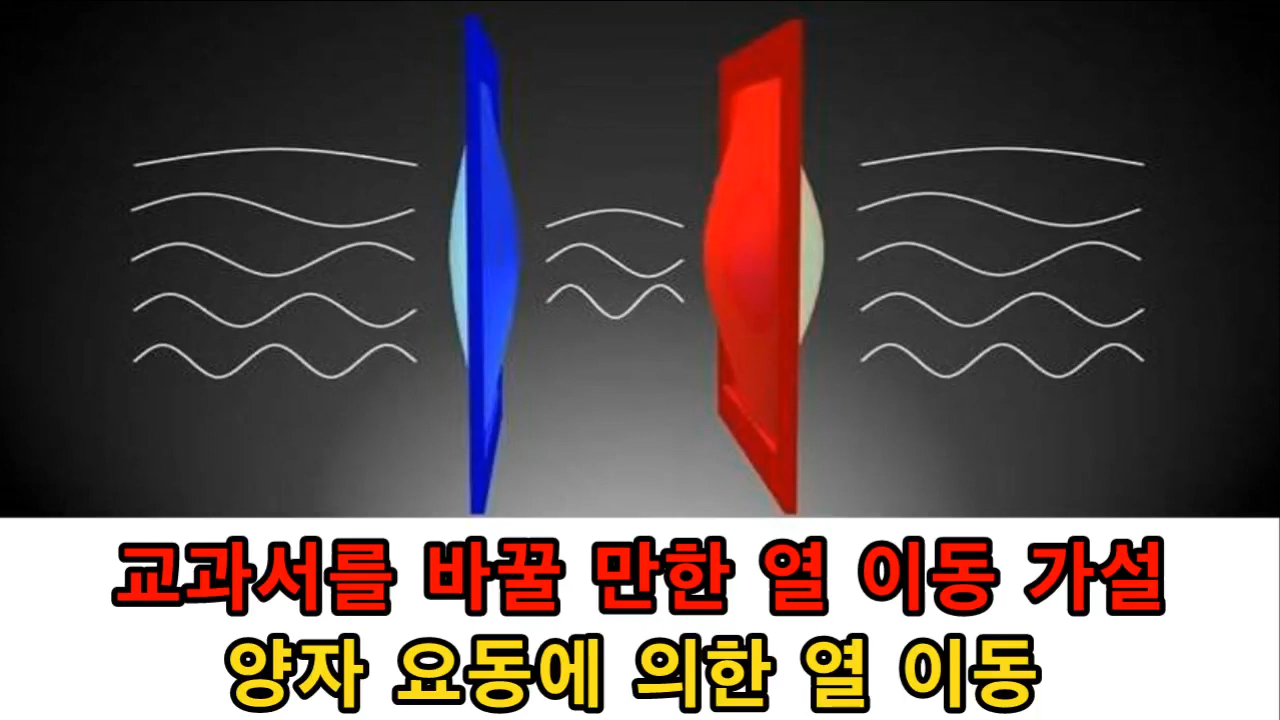 교과서를 바꿀 만한 열 이동 가설
양자 요동에 의한 열 이동